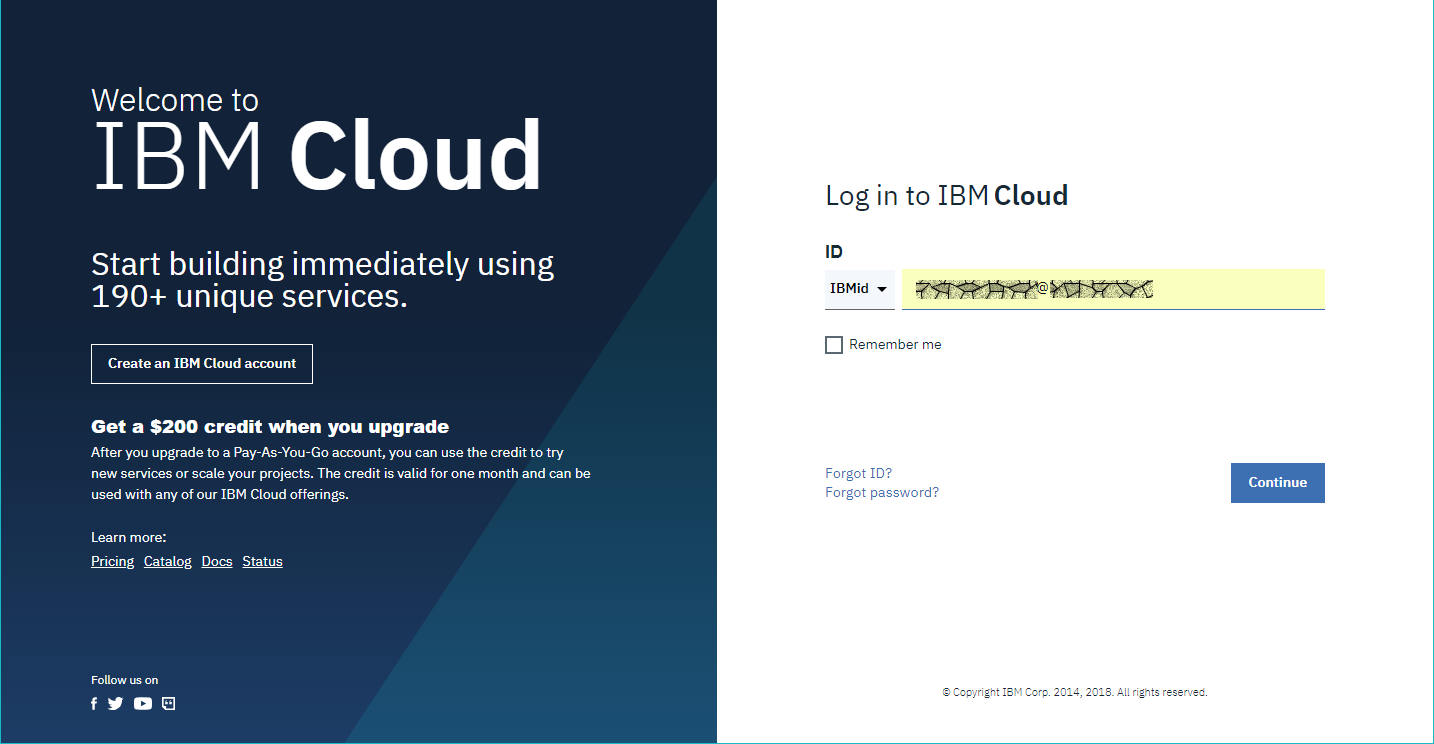 Welcome to
IBM Cloud
Start building immediately using
190+ unique services.
Create an IBM Cloud account
Get a $200 credit when you upgrade
After you upgrade to a Pay-As-You-Go account, you can use the credit to try
new services or scale your projects. The credit is valid for one month and can be
used with any of our IBM Cloud offerings.
Learn more:
Pricing Catalog Docs Status
Follow us on
Log in to IBM Cloud
ID
IBMid @
Remember me
Forgot ID?
Forgot password?
Continue
© Copyright IBM Corp. 2014, 2018. All rights reserved.